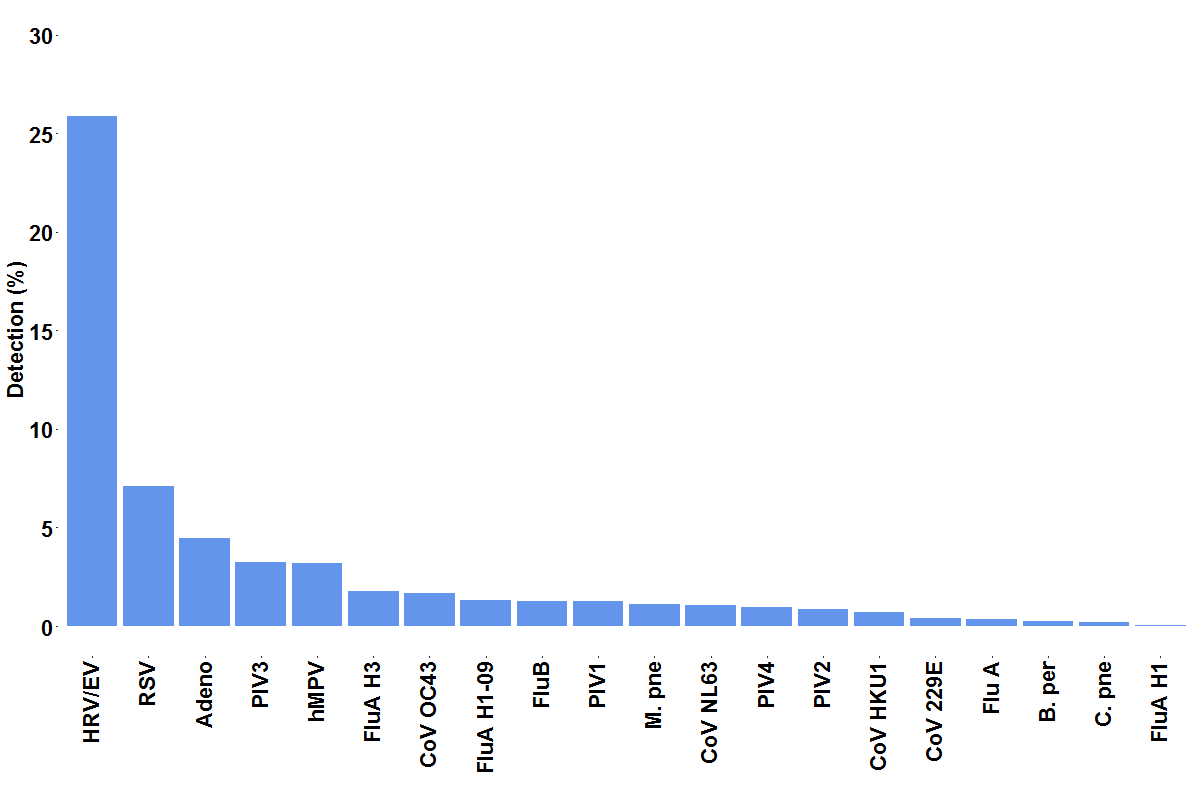 30
25
20
15
10
5
0
Detection (%)
HRV/EV
RSV
Adeno
PIV3
hMPV
FluA H3
CoV OC43
FluA H1-09
FluB
PIV1
M. pne
CoV NL63
PIV4
PIV2
CoV HKU1
CoV 229E
Flu A
B. per
C. pne
FluA H1